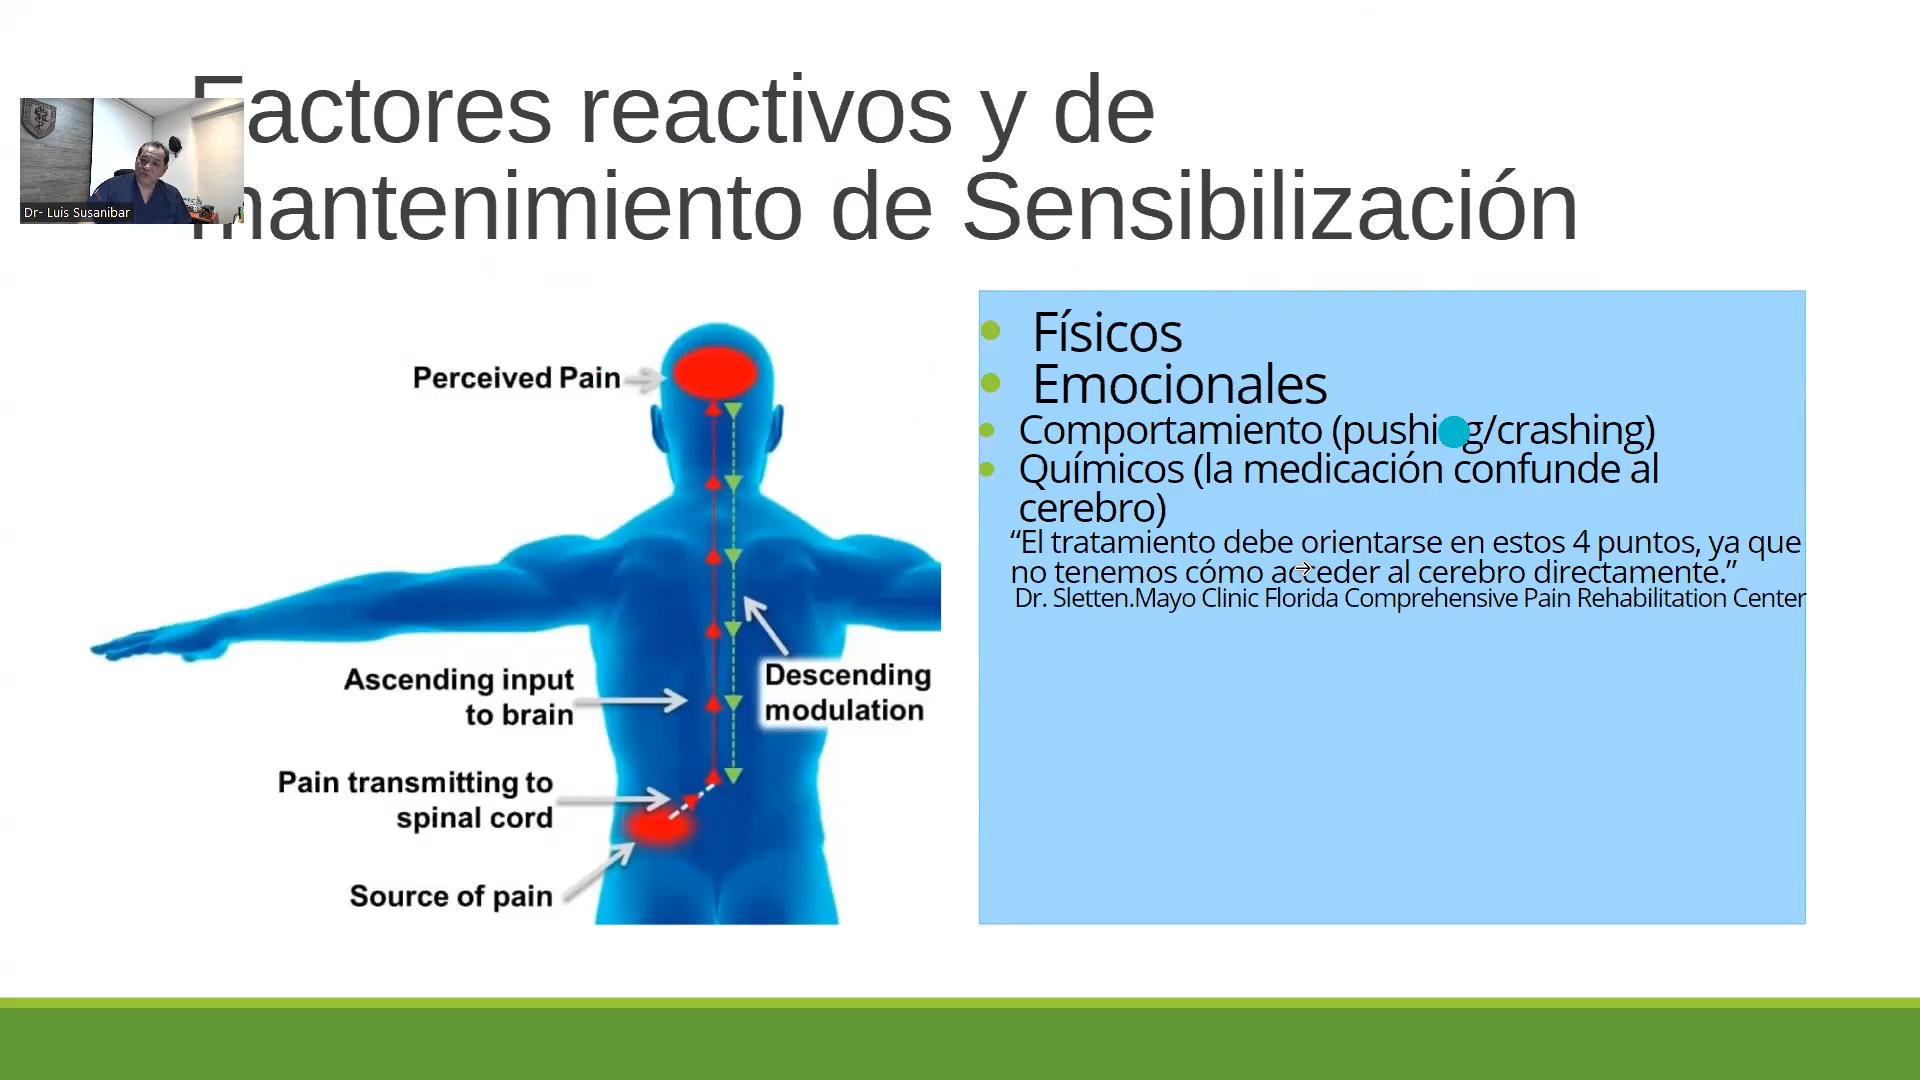 Factores reactivos y de
mantenimiento de Sensibilización
Dr- Luis Susanibar
Perceived Pain
Ascending input
to brain
Descending
modulation
Pain transmitting to
spinal cord
Source of pain
Físicos
Emocionales
Comportamiento (pushing/crashing)
Químicos (la medicación confunde al
cerebro)
“El tratamiento debe orientarse en estos 4 puntos, ya que
no tenemos cómo acceder al cerebro directamente.”
Dr. Sletten.Mayo Clinic Florida Comprehensive Pain Rehabilitation Center